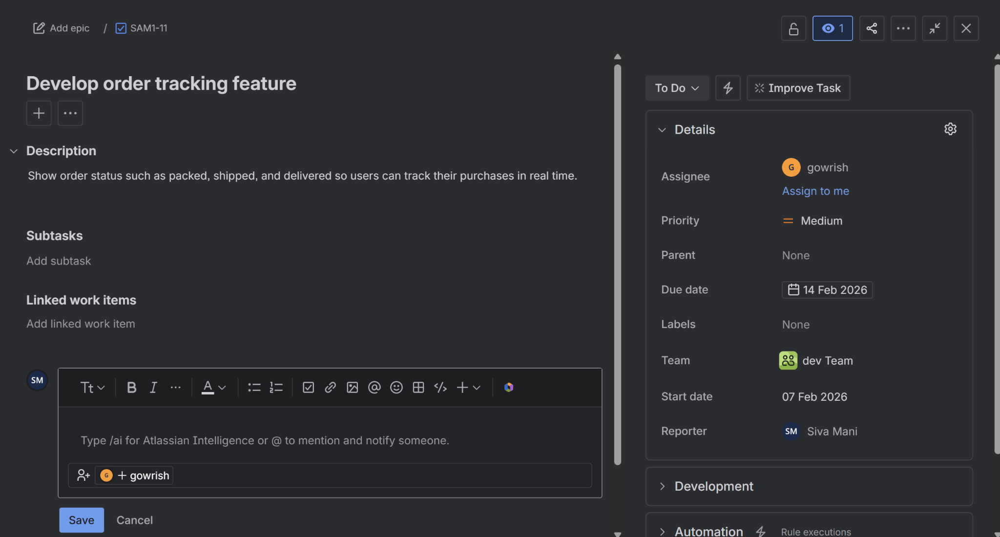 Add epic / SAM1-11
1
Develop order tracking feature
Description
Show order status such as packed, shipped, and delivered so users can track their purchases in real time.
Subtasks
Add subtask
Linked work items
Add linked work item
SM
Tt B I A
Type /ai for Atlassian Intelligence or @ to mention and notify someone.
G + gowrish
Save Cancel
To Do Improve Task
Details
Assignee G gowrish
Assign to me
Priority Medium
Parent None
Due date 14 Feb 2026
Labels None
Team dev Team
Start date 07 Feb 2026
Reporter SM Siva Mani
Development
Automation Rule executions